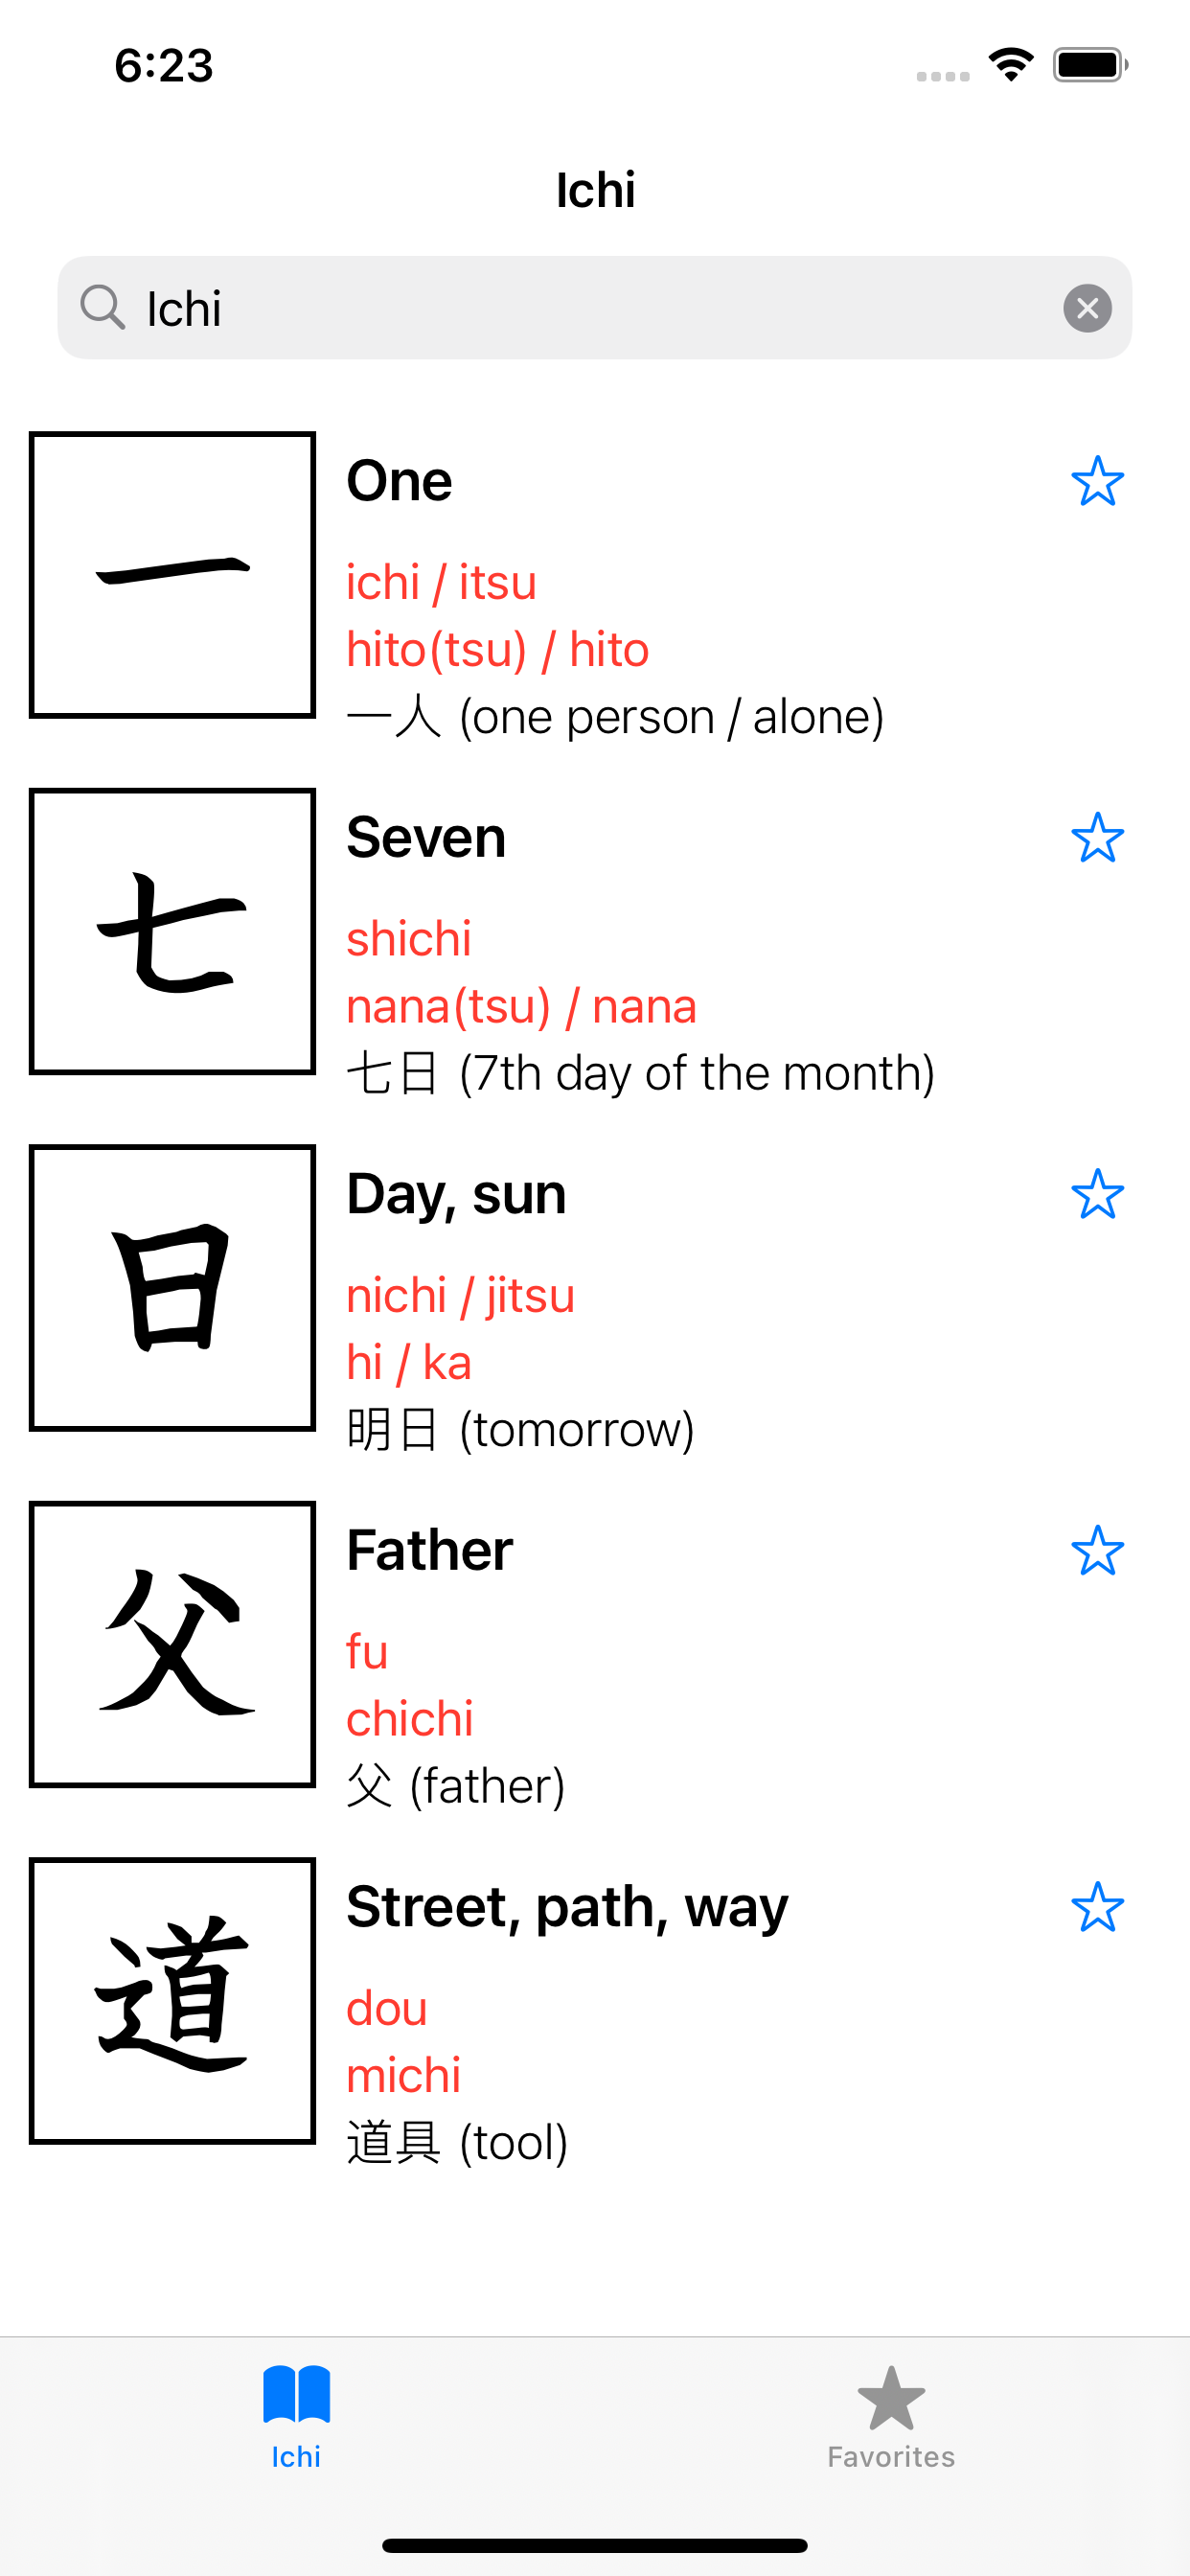 6:23
Ichi
Ichi
一
One
ichi / itsu
hito(tsu) / hito
一人 (one person / alone)
七
Seven
shichi
nana(tsu) / nana
七日 (7th day of the month)
日
Day, sun
nichi / jitsu
hi / ka
明日 (tomorrow)
父
Father
fu
chichi
父 (father)
道
Street, path, way
dou
michi
道具 (tool)
Ichi
Favorites